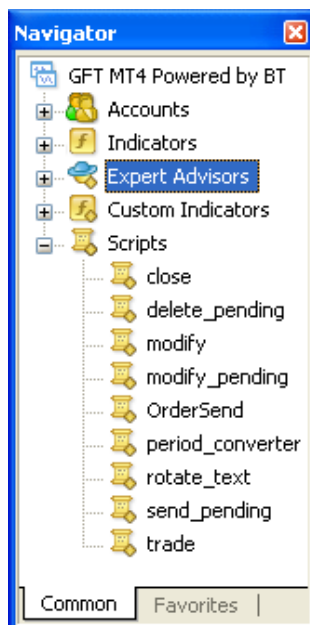 Navigator
GFT MT4 Powered by BT
Accounts
Indicators
Expert Advisors
Custom Indicators
Scripts
close
delete_pending
modify
modify_pending
OrderSend
period_converter
rotate_text
send_pending
trade
Common Favorites